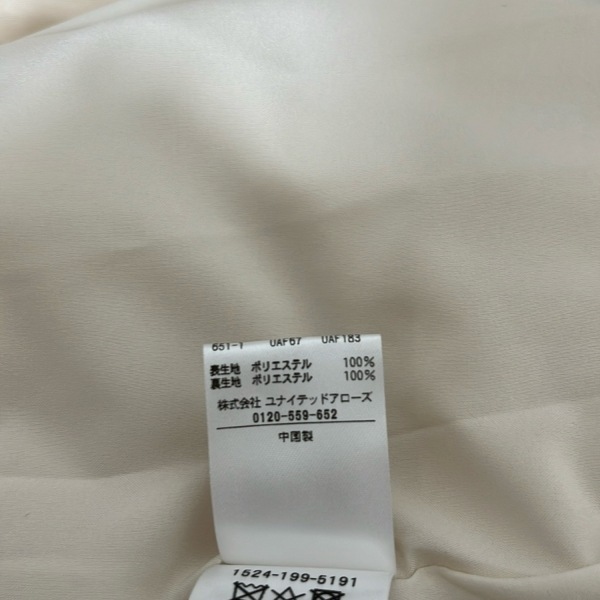 651-1 UAF67 UAF183
表生地 ポリエステル 100%
裏生地 ポリエステル 100%
株式会社 ユナイテッドアローズ
0120-559-652
中国製
1524-199-5191